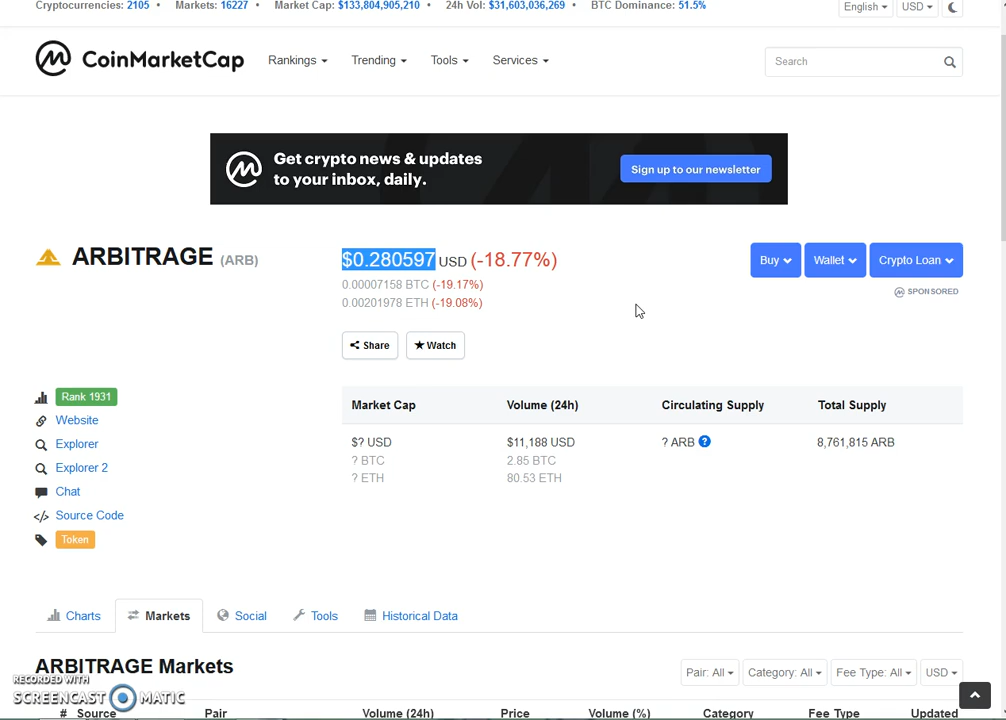 Cryptocurrencies: 2105 • Markets: 16227 • Market Cap: $133,804,905,210 • 24h Vol: $31,603,036,269 • BTC Dominance: 51.5%
English USD
CoinMarketCap Rankings Trending Tools Services Search
Get crypto news & updates
to your inbox, daily.
Sign up to our newsletter
ARBITRAGE (ARB)
$0.280597 USD (-18.77%)
0.00007158 BTC (-19.17%)
0.00201978 ETH (-19.08%)
Buy Wallet Crypto Loan
SPONSORED
Share Watch
Rank 1931
Website
Explorer
Explorer 2
Chat
Source Code
Token
Market Cap Volume (24h) Circulating Supply Total Supply
$? USD $11,188 USD ? ARB ? 8,761,815 ARB
? BTC 2.85 BTC
? ETH 80.53 ETH
Charts Markets Social Tools Historical Data
ARBITRAGE Markets
Pair: All Category: All Fee Type: All USD
RECORDED WITH
SCREENCAST MATIC
# Source Pair Volume (24h) Price Volume (%) Category Fee Type Updated